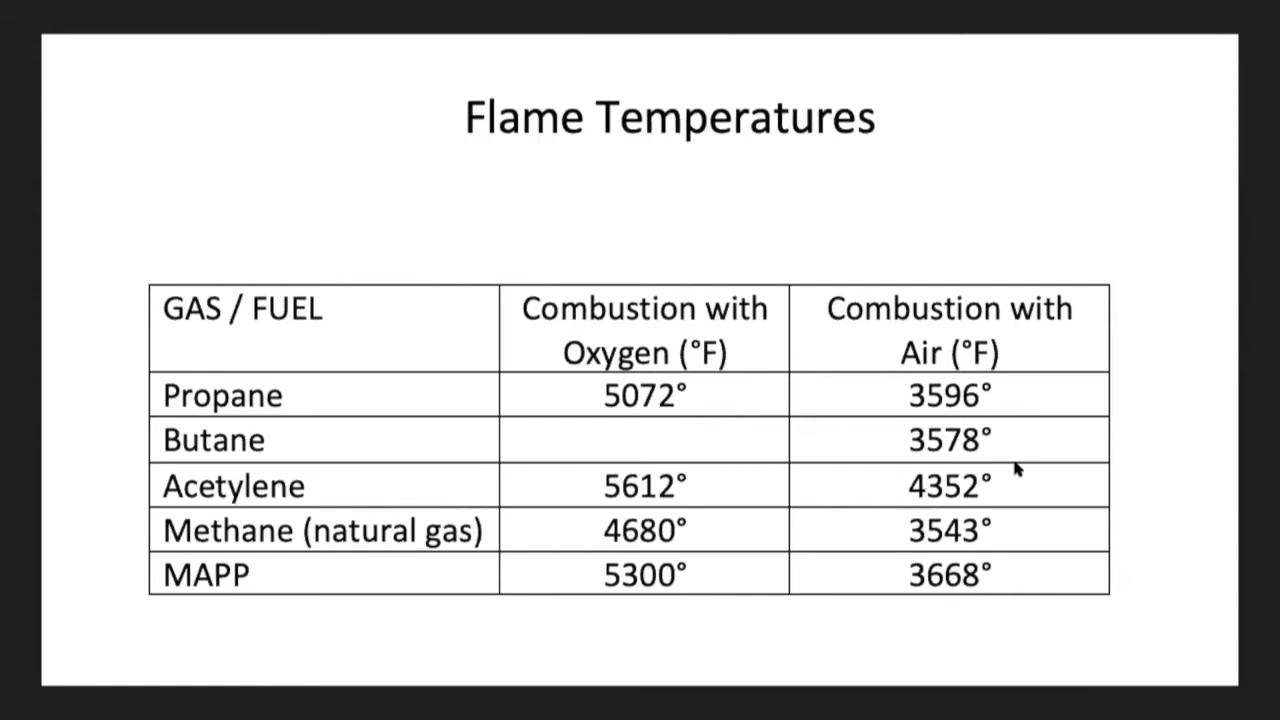 Flame Temperatures
GAS / FUEL
Combustion with
Oxygen (°F)
Combustion with
Air (°F)
Propane 5072° 3596°
Butane 3578°
Acetylene 5612° 4352°
Methane (natural gas) 4680° 3543°
MAPP 5300° 3668°